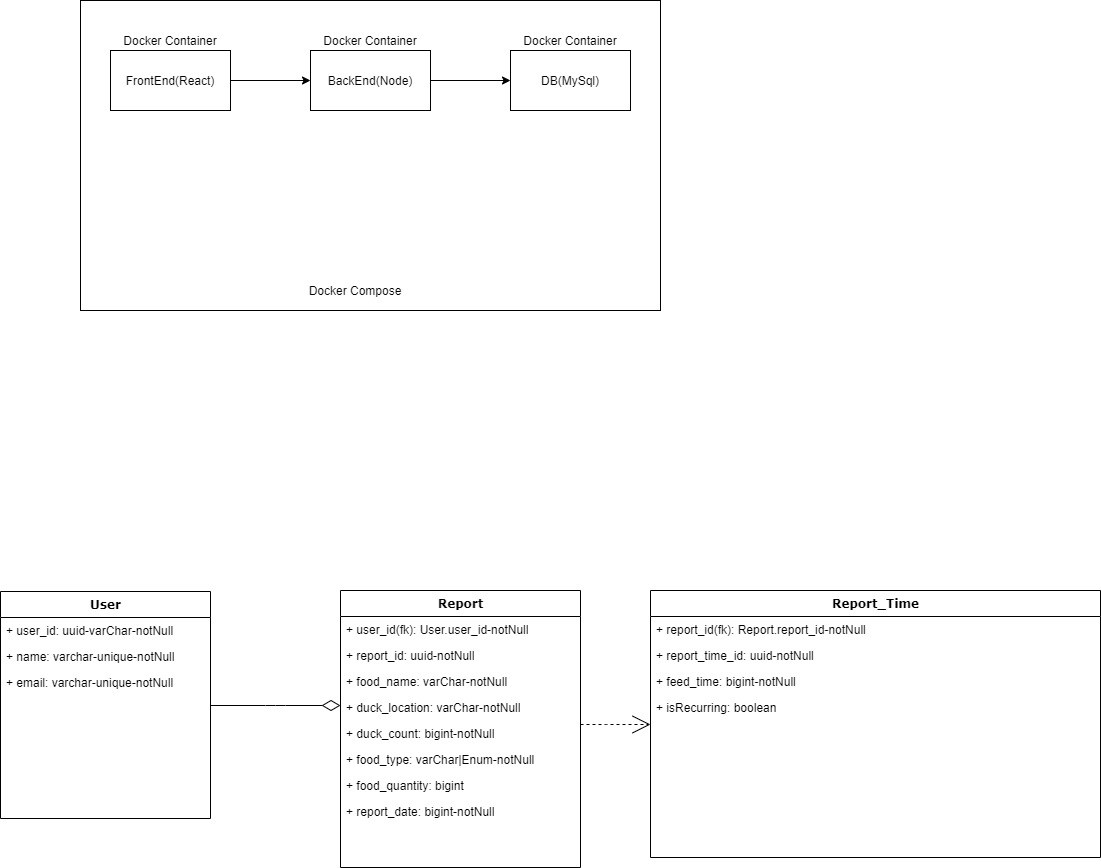 Docker Container
Docker Container
Docker Container
FrontEnd(React)
BackEnd(Node)
DB(MySql)
Docker Compose
User
+ user_id: uuid-varChar-notNull
+ name: varchar-unique-notNull
+ email: varchar-unique-notNull
Report
+ user_id(fk): User.user_id-notNull
+ report_id: uuid-notNull
+ food_name: varChar-notNull
+ duck_location: varChar-notNull
+ duck_count: bigint-notNull
+ food_type: varChar|Enum-notNull
+ food_quantity: bigint
+ report_date: bigint-notNull
Report_Time
+ report_id(fk): Report.report_id-notNull
+ report_time_id: uuid-notNull
+ feed_time: bigint-notNull
+ isRecurring: boolean